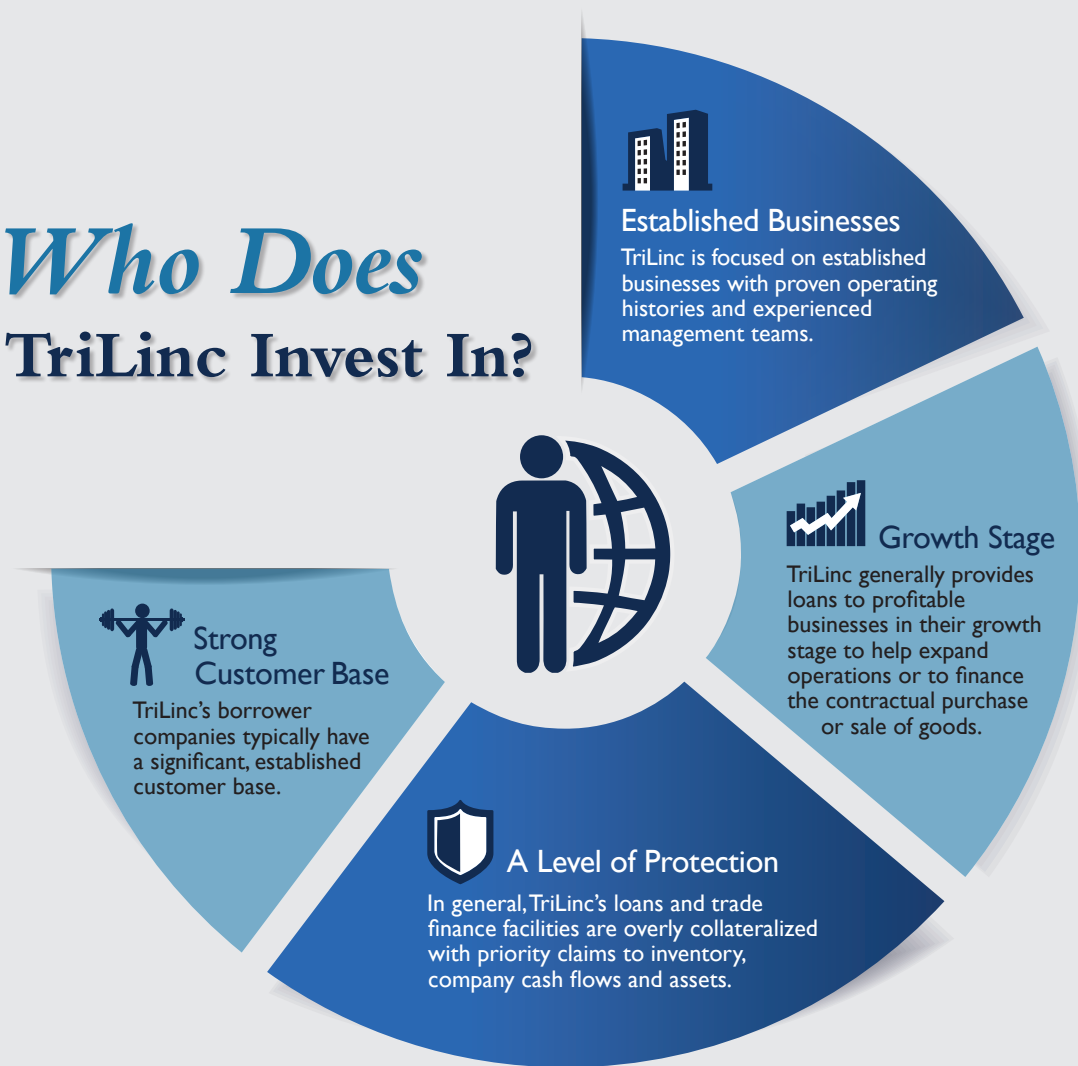 Who Does
TriLinc Invest In?
Established Businesses
TriLinc is focused on established
businesses with proven operating
histories and experienced
management teams.
Growth Stage
TriLinc generally provides
loans to profitable
businesses in their growth
stage to help expand
operations or to finance
the contractual purchase
or sale of goods.
A Level of Protection
In general, TriLinc's loans and trade
finance facilities are overly collateralized
with priority claims to inventory,
company cash flows and assets.
Strong
Customer Base
TriLinc's borrower
companies typically have
a significant, established
customer base.